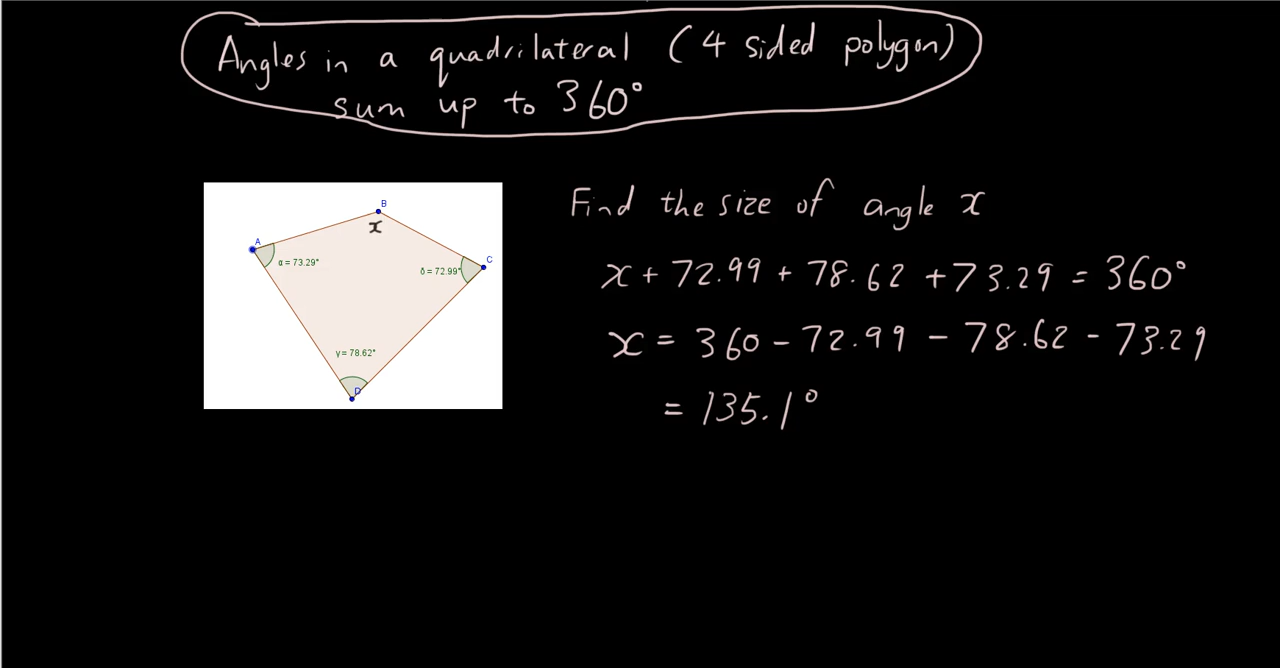 Angles in a quadrilateral (4 sided polygon)
sum up to 360°
B
x
A
α = 73.29°
C
δ = 72.99°
γ = 78.62°
D
Find the size of angle x
x + 72.99 + 78.62 + 73.29 = 360°
x = 360 - 72.99 - 78.62 - 73.29
= 135.1°